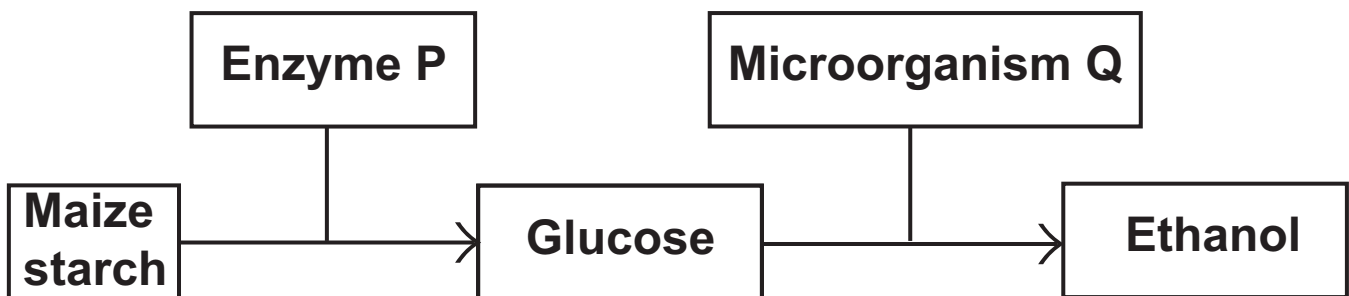 Enzyme P
Microorganism Q
Maize
starch
Glucose
Ethanol